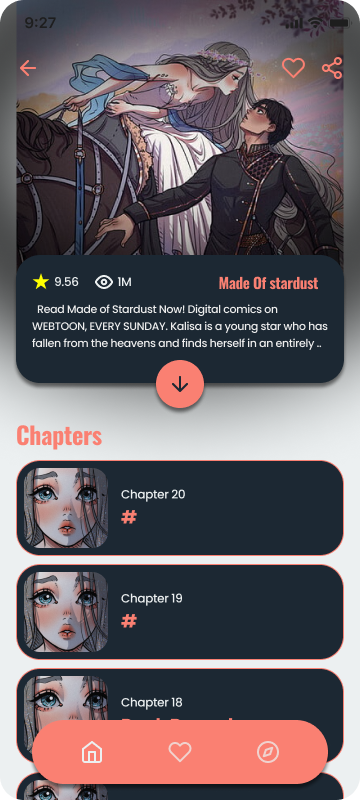 9:27
9.56
1M
Made Of stardust
Read Made of Stardust Now! Digital comics on
WEBTOON, EVERY SUNDAY. Kalisa is a young star who has
fallen from the heavens and finds herself in an entirely ..
Chapters
Chapter 20
#
Chapter 19
#
Chapter 18